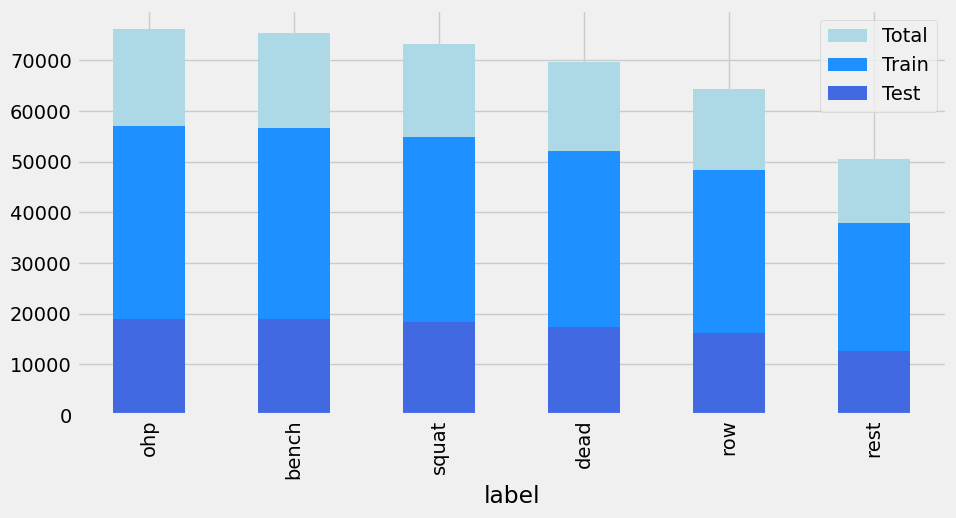 70000
60000
50000
40000
30000
20000
10000
0
Total
Train
Test
ohp
bench
squat
dead
row
rest
label